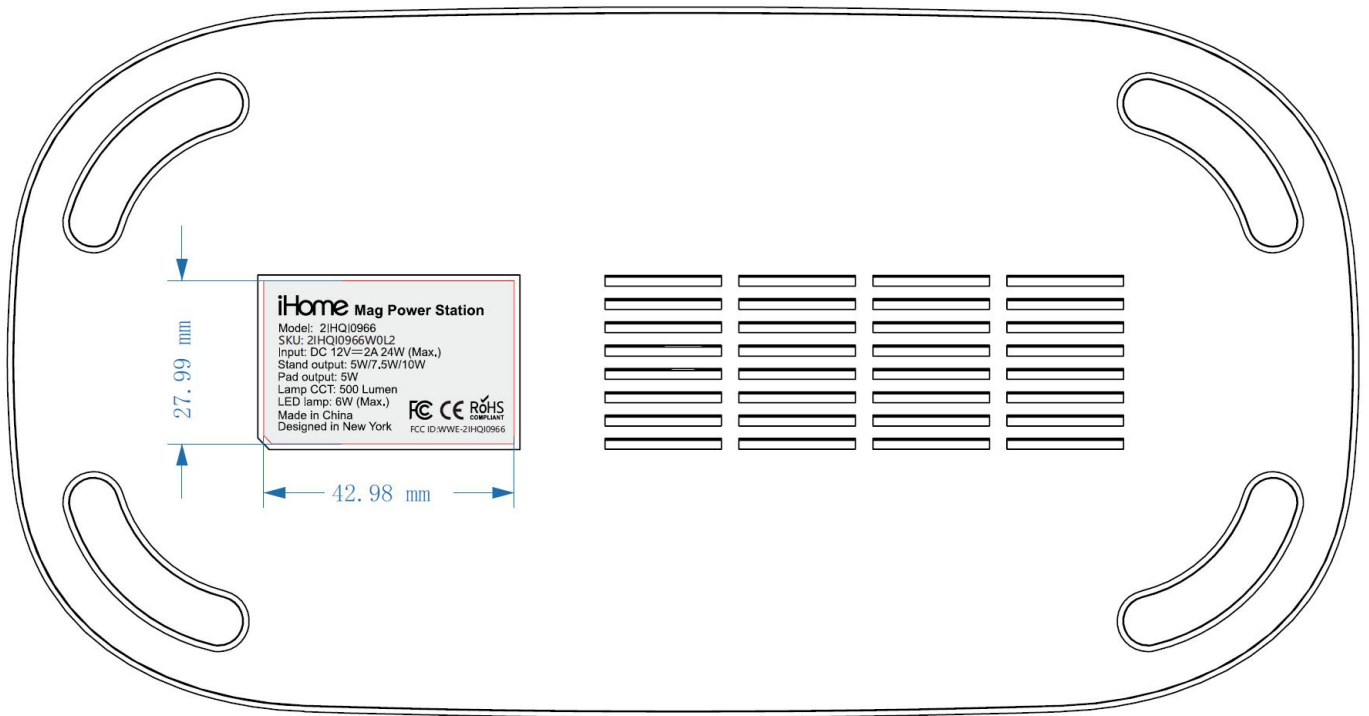 iHome Mag Power Station
Model: 2IHQI0966
SKU: 2IHQI0966W0L2
Input: DC 12V⎓2A 24W (Max.)
Stand output: 5W/7.5W/10W
Pad output: 5W
Lamp CCT: 500 Lumen
LED lamp: 6W (Max.)
Made in China
Designed in New York
FC CE RoHS
COMPLIANT
FCC ID:WWE-2IHQI0966
27.99 mm
42.98 mm